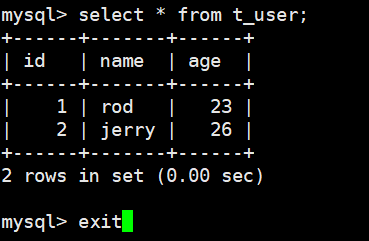 mysql> select * from t_user;
+------+-------+------+
| id   | name  | age  |
+------+-------+------+
|    1 | rod   |   23 |
|    2 | jerry |   26 |
+------+-------+------+
2 rows in set (0.00 sec)
mysql> exit